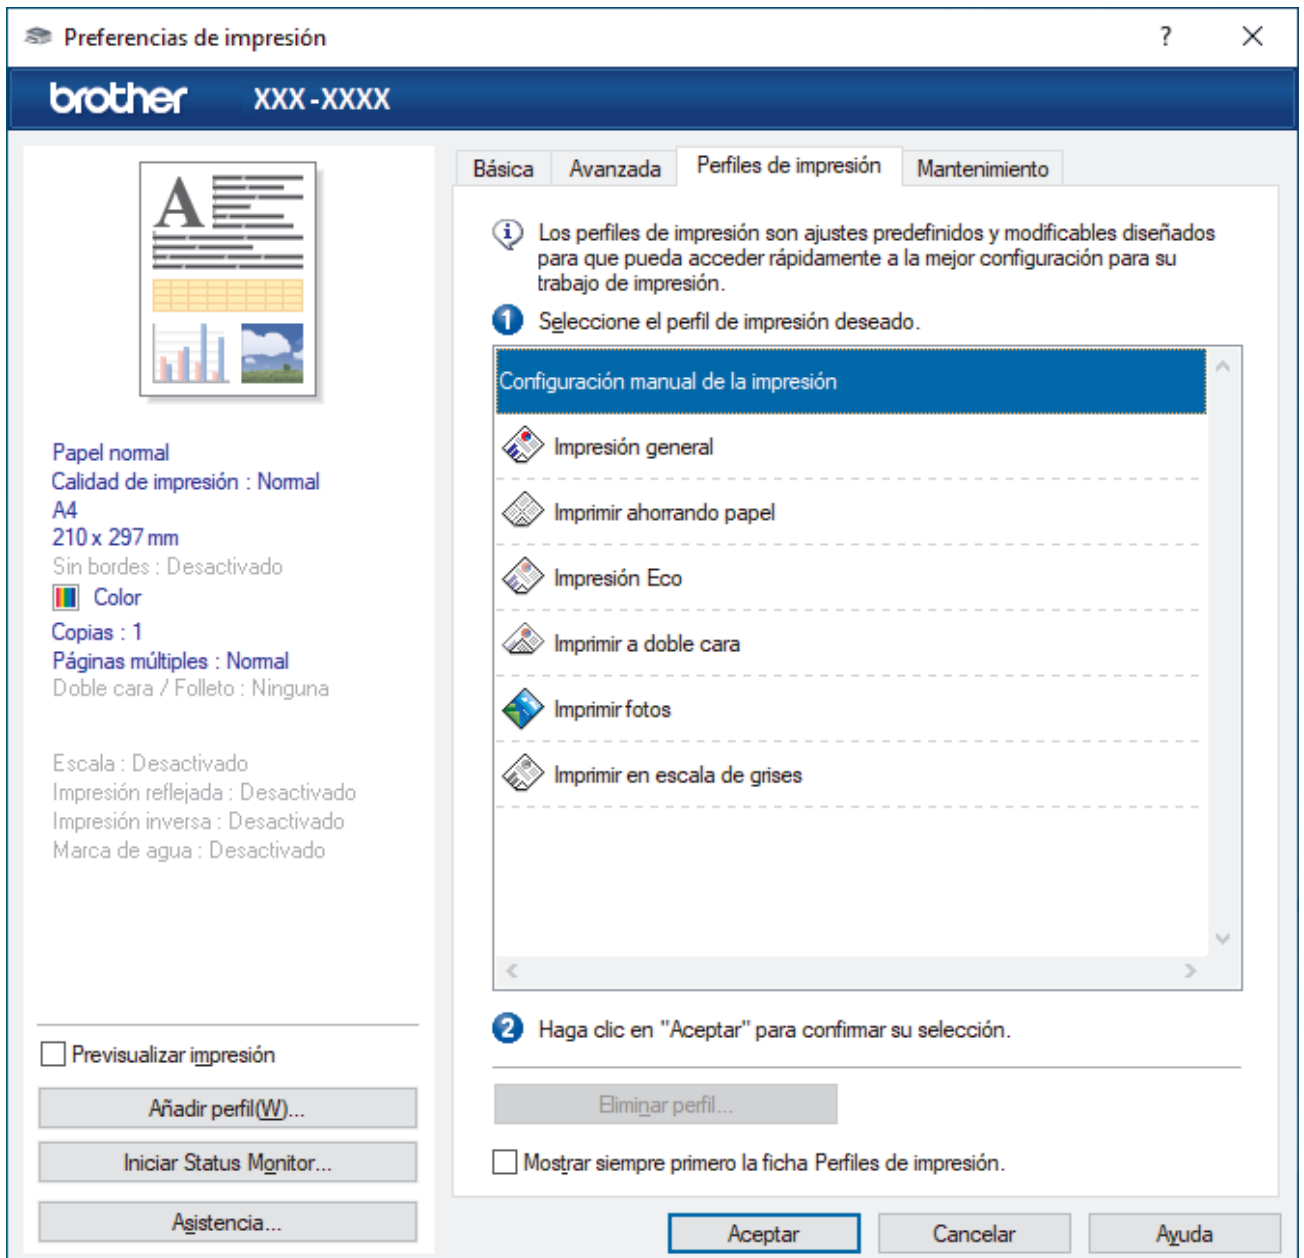 Preferencias de impresión
?
brother XXX-XXXX
A
Papel normal
Calidad de impresión : Normal
A4
210 x 297 mm
Sin bordes : Desactivado
Color
Copias : 1
Páginas múltiples : Normal
Doble cara / Folleto : Ninguna
Escala : Desactivado
Impresión reflejada : Desactivado
Impresión inversa : Desactivado
Marca de agua : Desactivado
Previsualizar impresión
Añadir perfil(W)...
Iniciar Status Monitor...
Asistencia...
Básica Avanzada Perfiles de impresión Mantenimiento
Los perfiles de impresión son ajustes predefinidos y modificables diseñados
para que pueda acceder rápidamente a la mejor configuración para su
trabajo de impresión.
1 Seleccione el perfil de impresión deseado.
Configuración manual de la impresión
Impresión general
Imprimir ahorrando papel
Impresión Eco
Imprimir a doble cara
Imprimir fotos
Imprimir en escala de grises
2 Haga clic en "Aceptar" para confirmar su selección.
Eliminar perfil...
Mostrar siempre primero la ficha Perfiles de impresión.
Aceptar Cancelar Ayuda